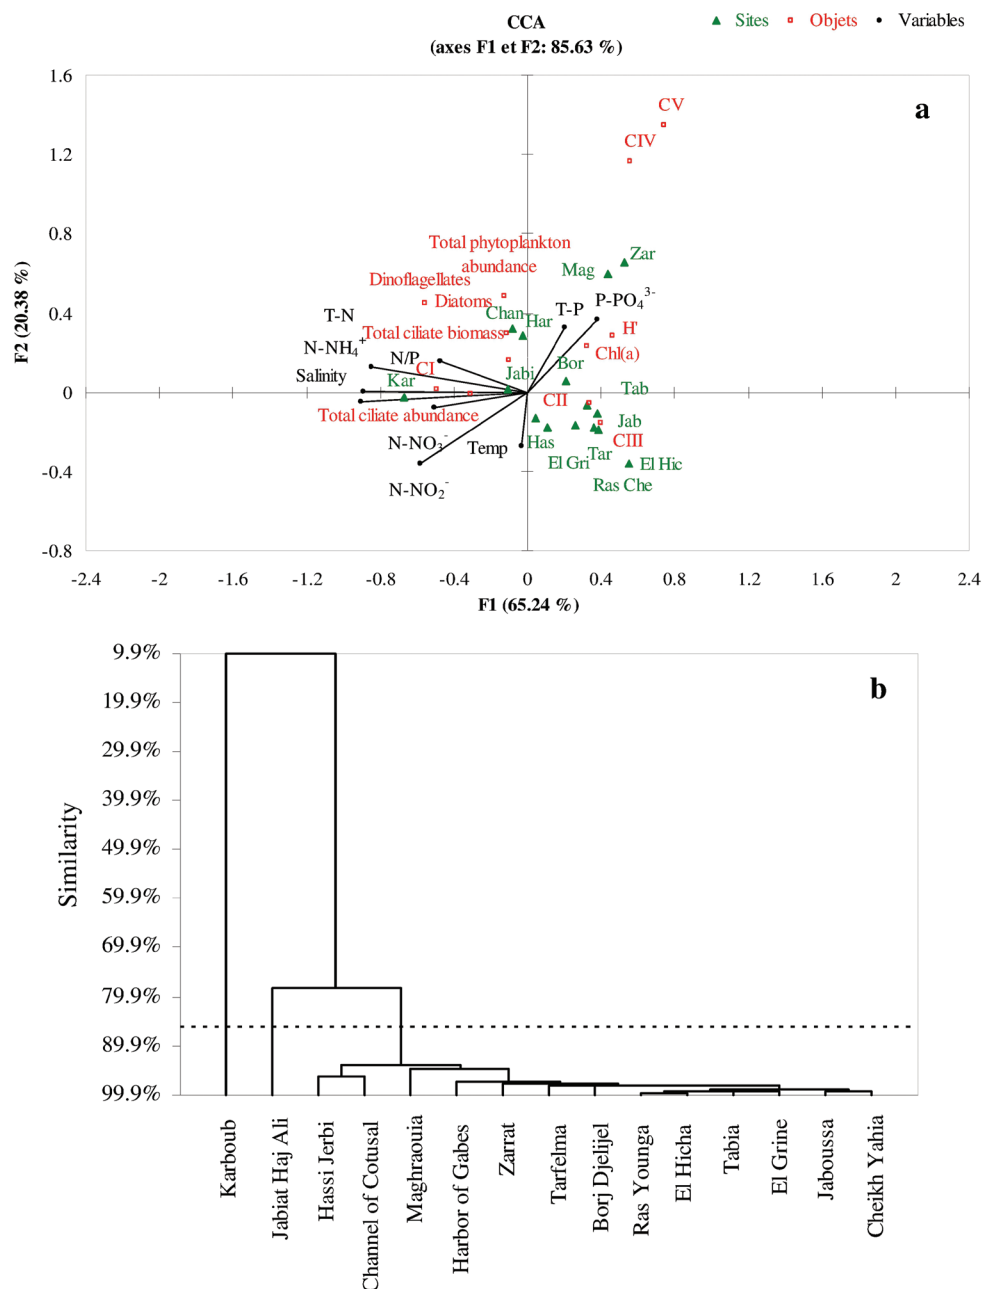 CCA
(axes F1 et F2: 85.63 %)
Sites
Objets
Variables
a
F2 (20.38 %)
1.6
1.2
0.8
0.4
0
-0.4
-0.8
-2.4
-2
-1.6
-1.2
-0.8
-0.4
0
0.4
0.8
1.2
1.6
2
2.4
F1 (65.24 %)
CV
CIV
Total phytoplankton
abundance
Zar
Mag
Dinoflagellates
Diatoms
P-PO₄³⁻
T-P
Chan
Har
T-N
H'
Total ciliate biomass
Chl(a)
N-NH₄⁺
N/P
CI
Bor
Salinity
Kar
Jabi
Tab
CII
Total ciliate abundance
Jab
N-NO₃⁻
Temp
Has
CIII
Tar
El Gri
El Hic
N-NO₂⁻
Ras Che
b
Similarity
9.9%
19.9%
29.9%
39.9%
49.9%
59.9%
69.9%
79.9%
89.9%
99.9%
Karboub
Jabiat Haj Ali
Hassi Jerbi
Channel of Cotusal
Maghraouia
Harbor of Gabes
Zarrat
Tarfelma
Borj Djelijel
Ras Younga
El Hicha
Tabia
El Grine
Jaboussa
Cheikh Yahia